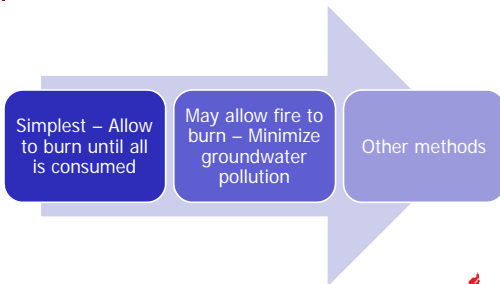 Simplest – Allow
to burn until all
is consumed
May allow fire to
burn – Minimize
groundwater
pollution
Other methods